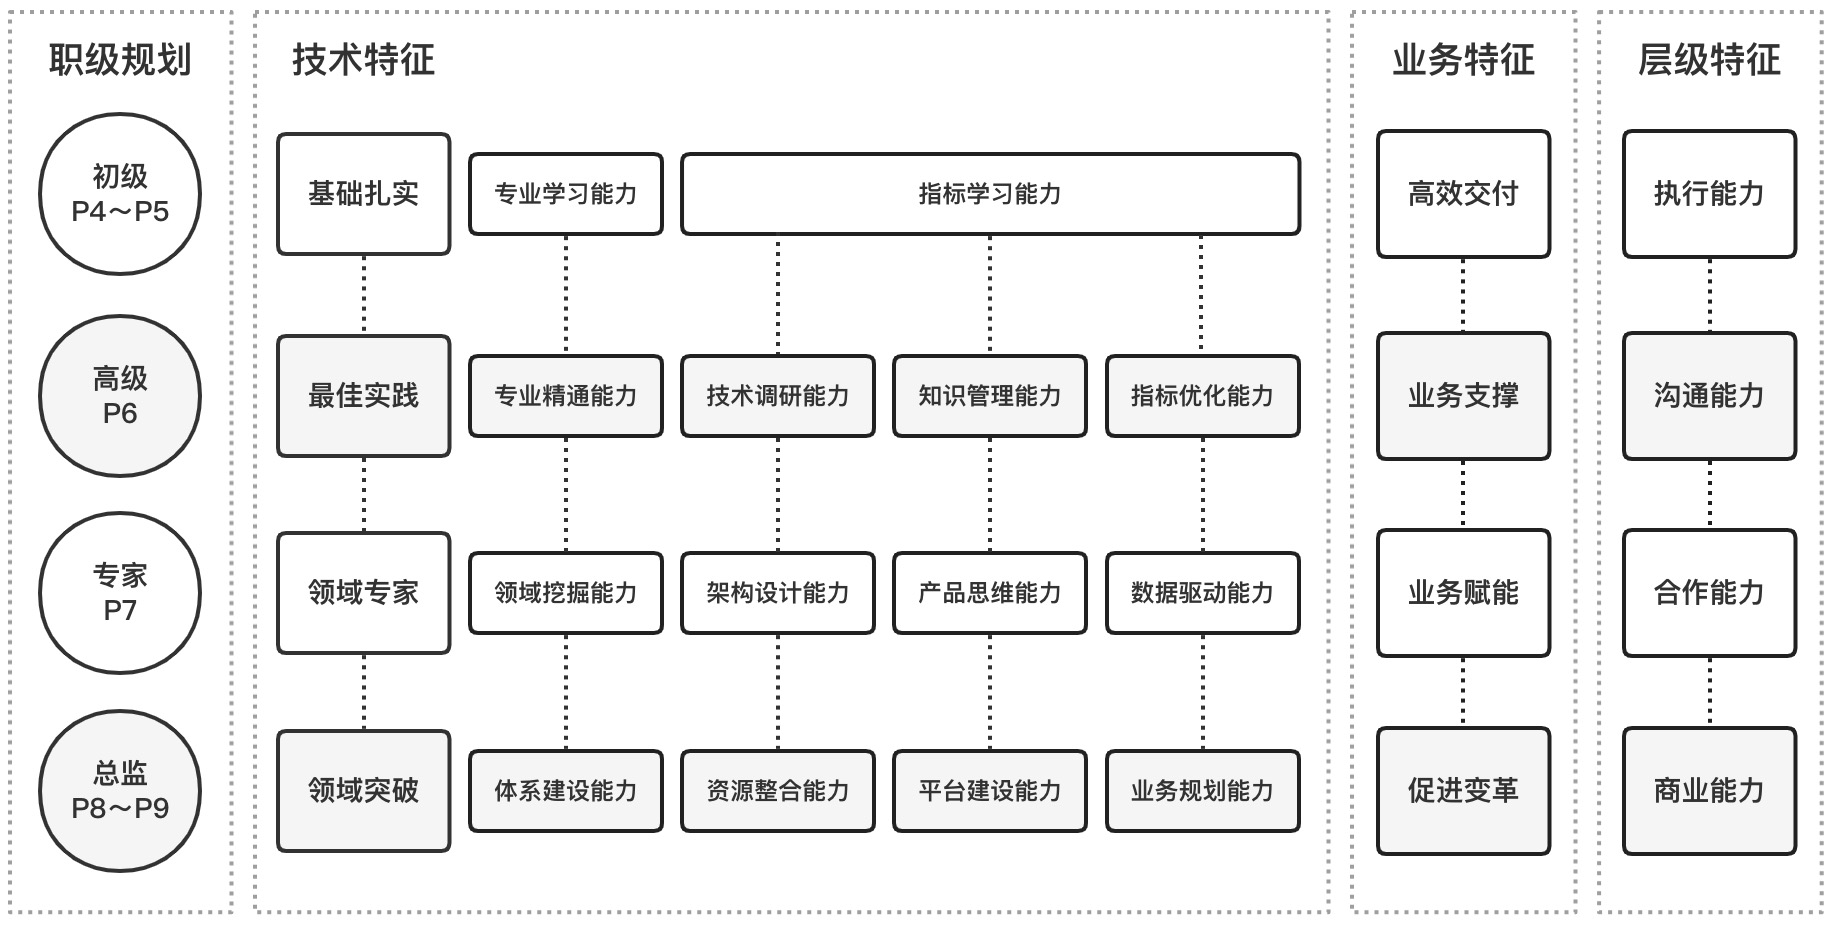 职级规划
技术特征
业务特征
层级特征
初级
P4～P5
基础扎实
专业学习能力
指标学习能力
高效交付
执行能力
高级
P6
最佳实践
专业精通能力
技术调研能力
知识管理能力
指标优化能力
业务支撑
沟通能力
专家
P7
领域专家
领域挖掘能力
架构设计能力
产品思维能力
数据驱动能力
业务赋能
合作能力
总监
P8～P9
领域突破
体系建设能力
资源整合能力
平台建设能力
业务规划能力
促进变革
商业能力